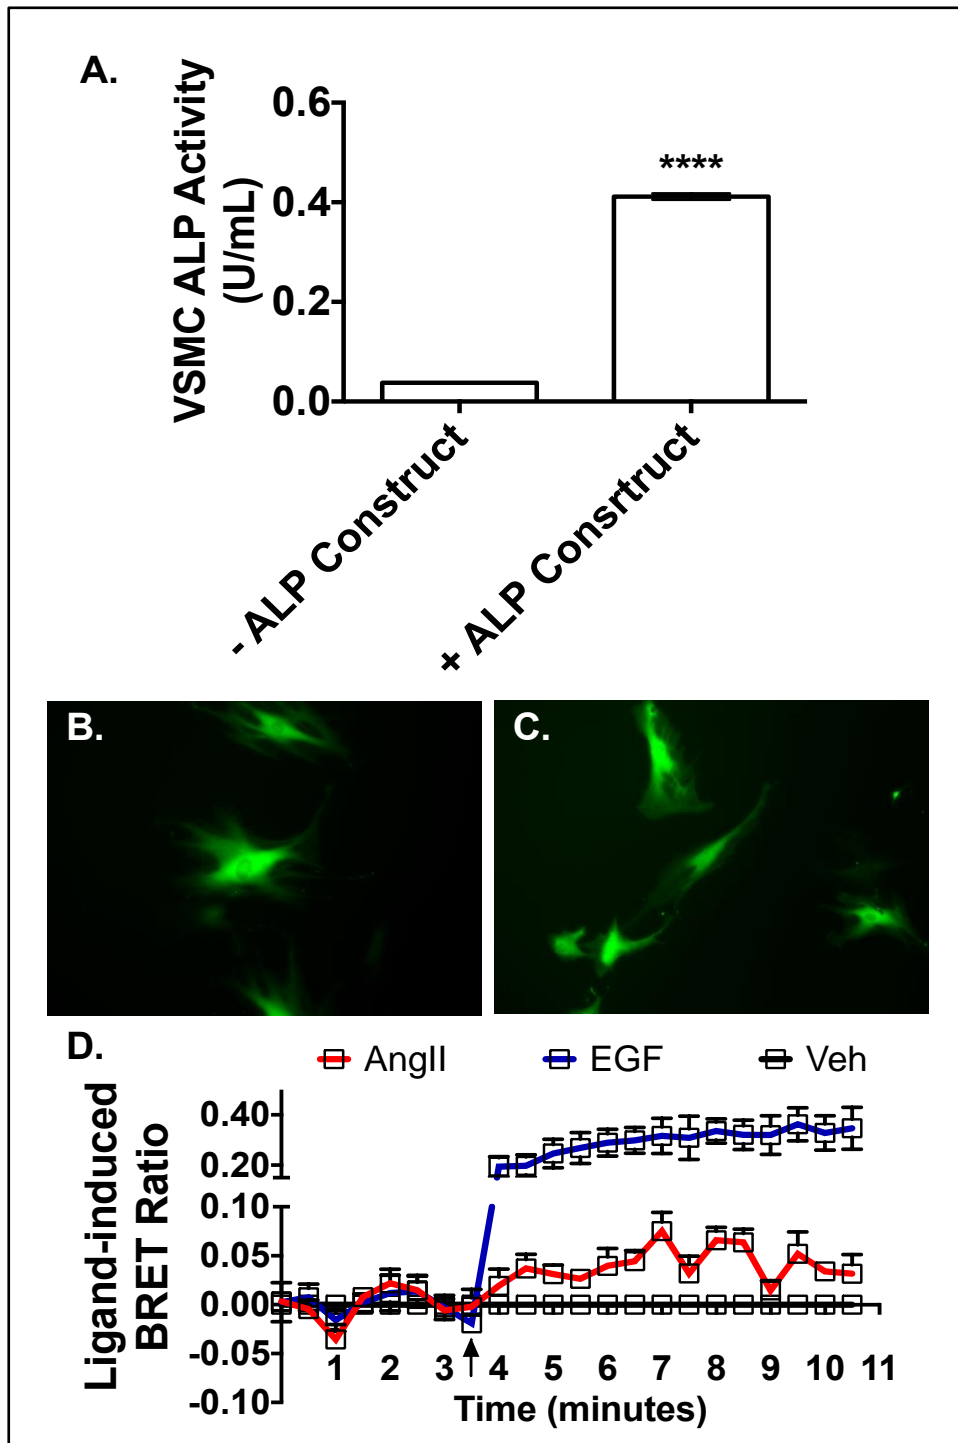 A.
VSMC ALP Activity
(U/mL)
0.6
0.4
0.2
0.0
****
- ALP Construct
+ ALP Consrtruct
B.
C.
D.
AngII
EGF
Veh
Ligand-induced
BRET Ratio
0.40
0.20
0.10
0.05
0.00
-0.05
-0.10
1 2 3 4 5 6 7 8 9 10 11
Time (minutes)